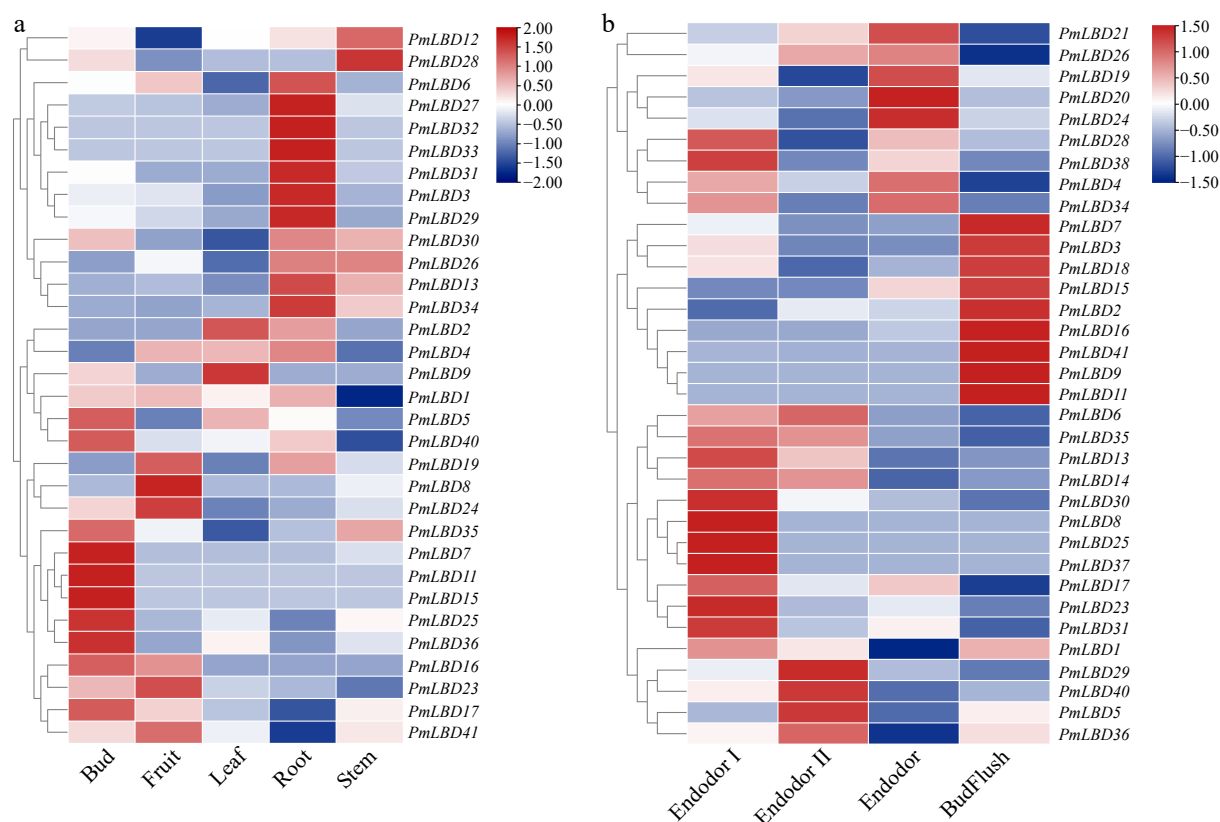 a
2.00
1.50
1.00
0.50
0.00
−0.50
−1.00
−1.50
−2.00
PmLBD12
PmLBD28
PmLBD6
PmLBD27
PmLBD32
PmLBD33
PmLBD31
PmLBD3
PmLBD29
PmLBD30
PmLBD26
PmLBD13
PmLBD34
PmLBD2
PmLBD4
PmLBD9
PmLBD1
PmLBD5
PmLBD40
PmLBD19
PmLBD8
PmLBD24
PmLBD35
PmLBD7
PmLBD11
PmLBD15
PmLBD25
PmLBD36
PmLBD16
PmLBD23
PmLBD17
PmLBD41
Bud
Fruit
Leaf
Root
Stem
b
1.50
1.00
0.50
0.00
−0.50
−1.00
−1.50
PmLBD21
PmLBD26
PmLBD19
PmLBD20
PmLBD24
PmLBD28
PmLBD38
PmLBD4
PmLBD34
PmLBD7
PmLBD3
PmLBD18
PmLBD15
PmLBD2
PmLBD16
PmLBD41
PmLBD9
PmLBD11
PmLBD6
PmLBD35
PmLBD13
PmLBD14
PmLBD30
PmLBD8
PmLBD25
PmLBD37
PmLBD17
PmLBD23
PmLBD31
PmLBD1
PmLBD29
PmLBD40
PmLBD5
PmLBD36
Endodor I
Endodor II
Endodor
BudFlush